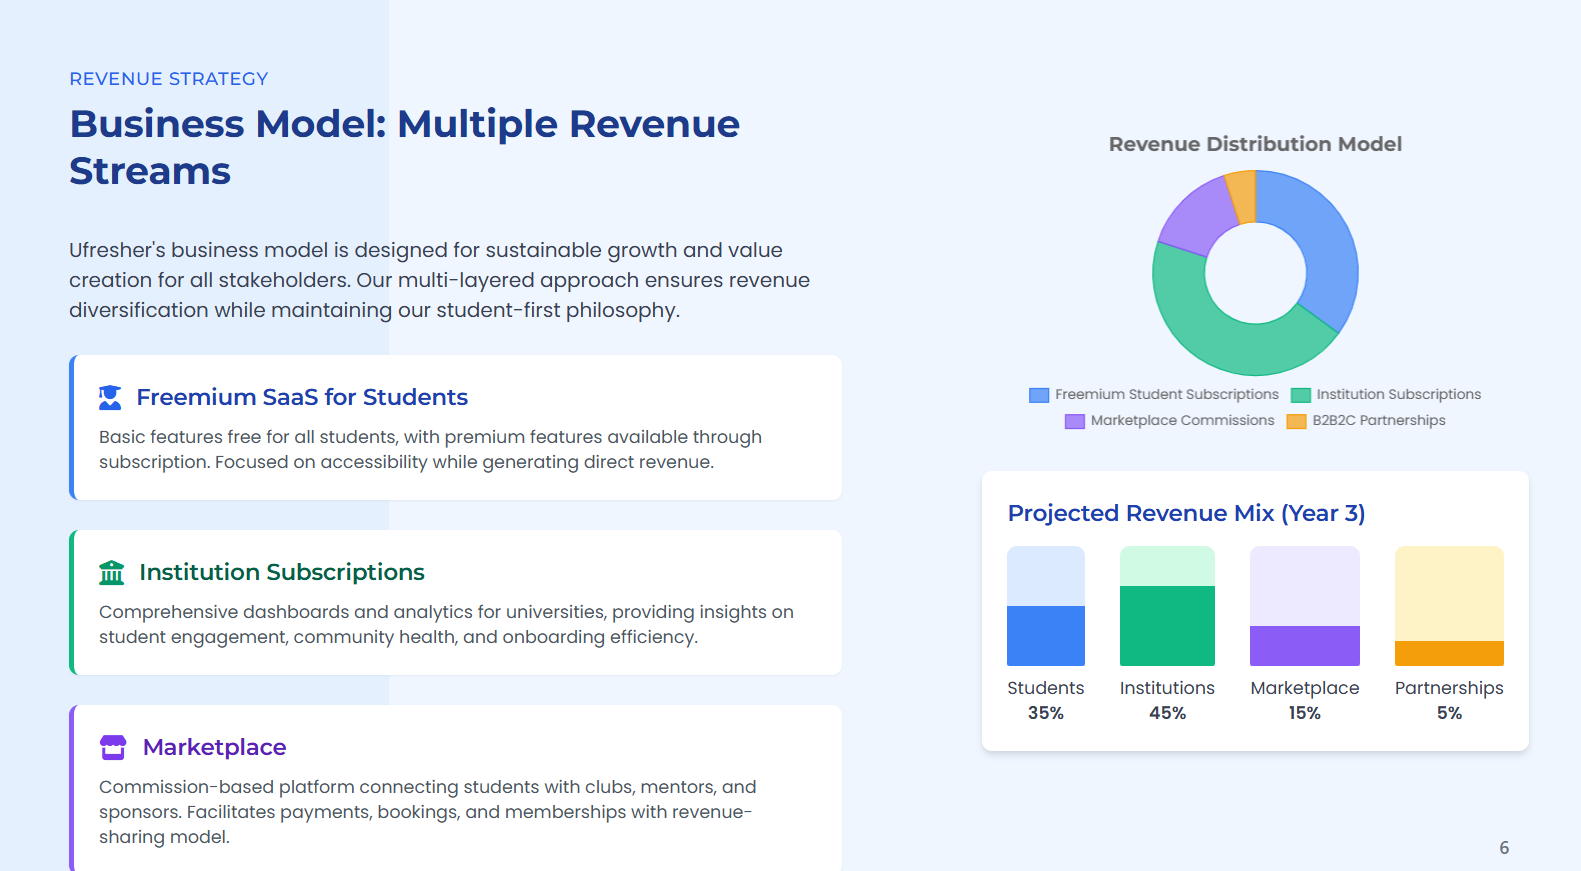 REVENUE STRATEGY
Business Model: Multiple Revenue
Streams
Ufresher's business model is designed for sustainable growth and value
creation for all stakeholders. Our multi-layered approach ensures revenue
diversification while maintaining our student-first philosophy.
Freemium SaaS for Students
Basic features free for all students, with premium features available through
subscription. Focused on accessibility while generating direct revenue.
Institution Subscriptions
Comprehensive dashboards and analytics for universities, providing insights on
student engagement, community health, and onboarding efficiency.
Marketplace
Commission-based platform connecting students with clubs, mentors, and
sponsors. Facilitates payments, bookings, and memberships with revenue-
sharing model.
Revenue Distribution Model
Freemium Student Subscriptions Institution Subscriptions
Marketplace Commissions B2B2C Partnerships
Projected Revenue Mix (Year 3)
Students Institutions Marketplace Partnerships
35% 45% 15% 5%
6